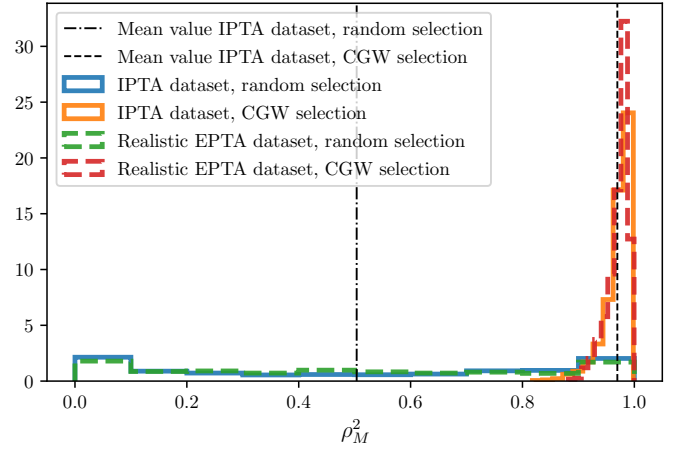 Mean value IPTA dataset, random selection
Mean value IPTA dataset, CGW selection
IPTA dataset, random selection
IPTA dataset, CGW selection
Realistic EPTA dataset, random selection
Realistic EPTA dataset, CGW selection
30
25
20
15
10
5
0
0.0 0.2 0.4 0.6 0.8 1.0
ρ_M^2